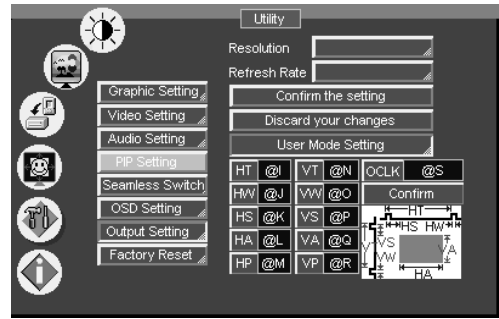 Utility
Resolution
Refresh Rate
Graphic Setting
Video Setting
Audio Setting
PIP Setting
Seamless Switch
OSD Setting
Output Setting
Factory Reset
Confirm the setting
Discard your changes
User Mode Setting
HT @I VT @N OCLK @S
HW @J VW @O Confirm
HS @K VS @P
HA @L VA @Q
HP @M VP @R
HT
HS HW
VS
VW
V
VA
HA